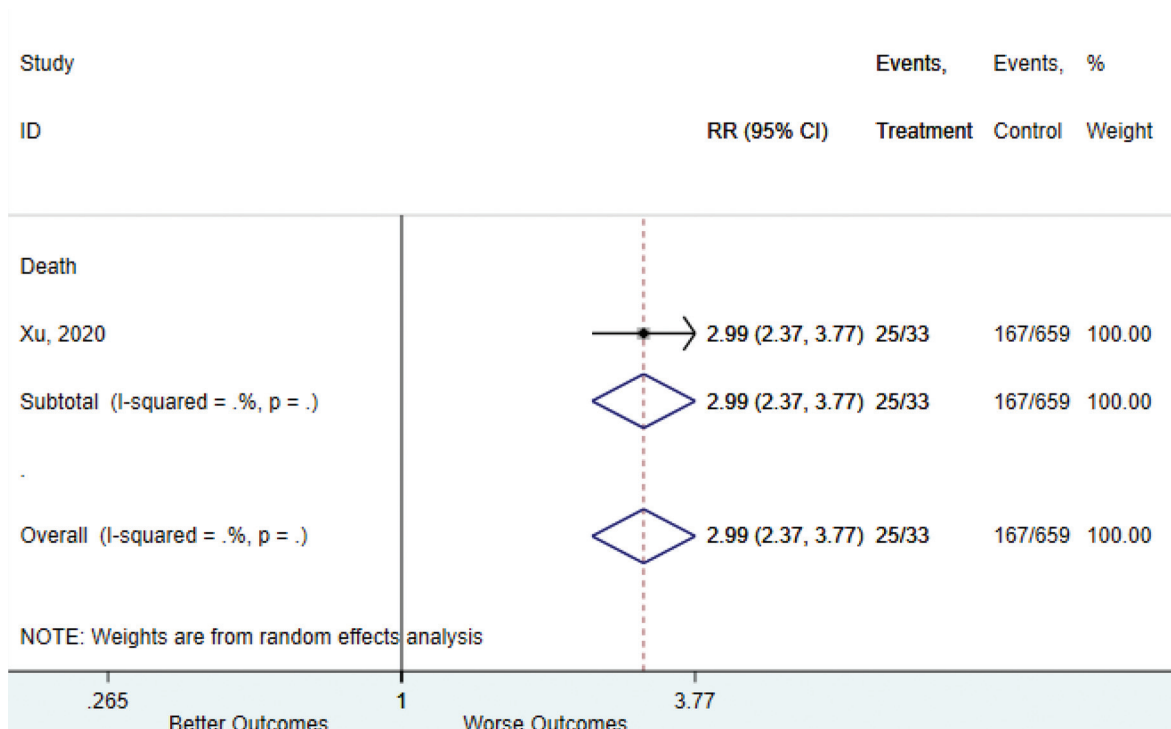 Study Events, Events, %
ID RR (95% CI) Treatment Control Weight
Death
Xu, 2020 2.99 (2.37, 3.77) 25/33 167/659 100.00
Subtotal (I-squared = .%, p = .) 2.99 (2.37, 3.77) 25/33 167/659 100.00
.
Overall (I-squared = .%, p = .) 2.99 (2.37, 3.77) 25/33 167/659 100.00
NOTE: Weights are from random effects analysis
.265 1 3.77
Better Outcomes Worse Outcomes